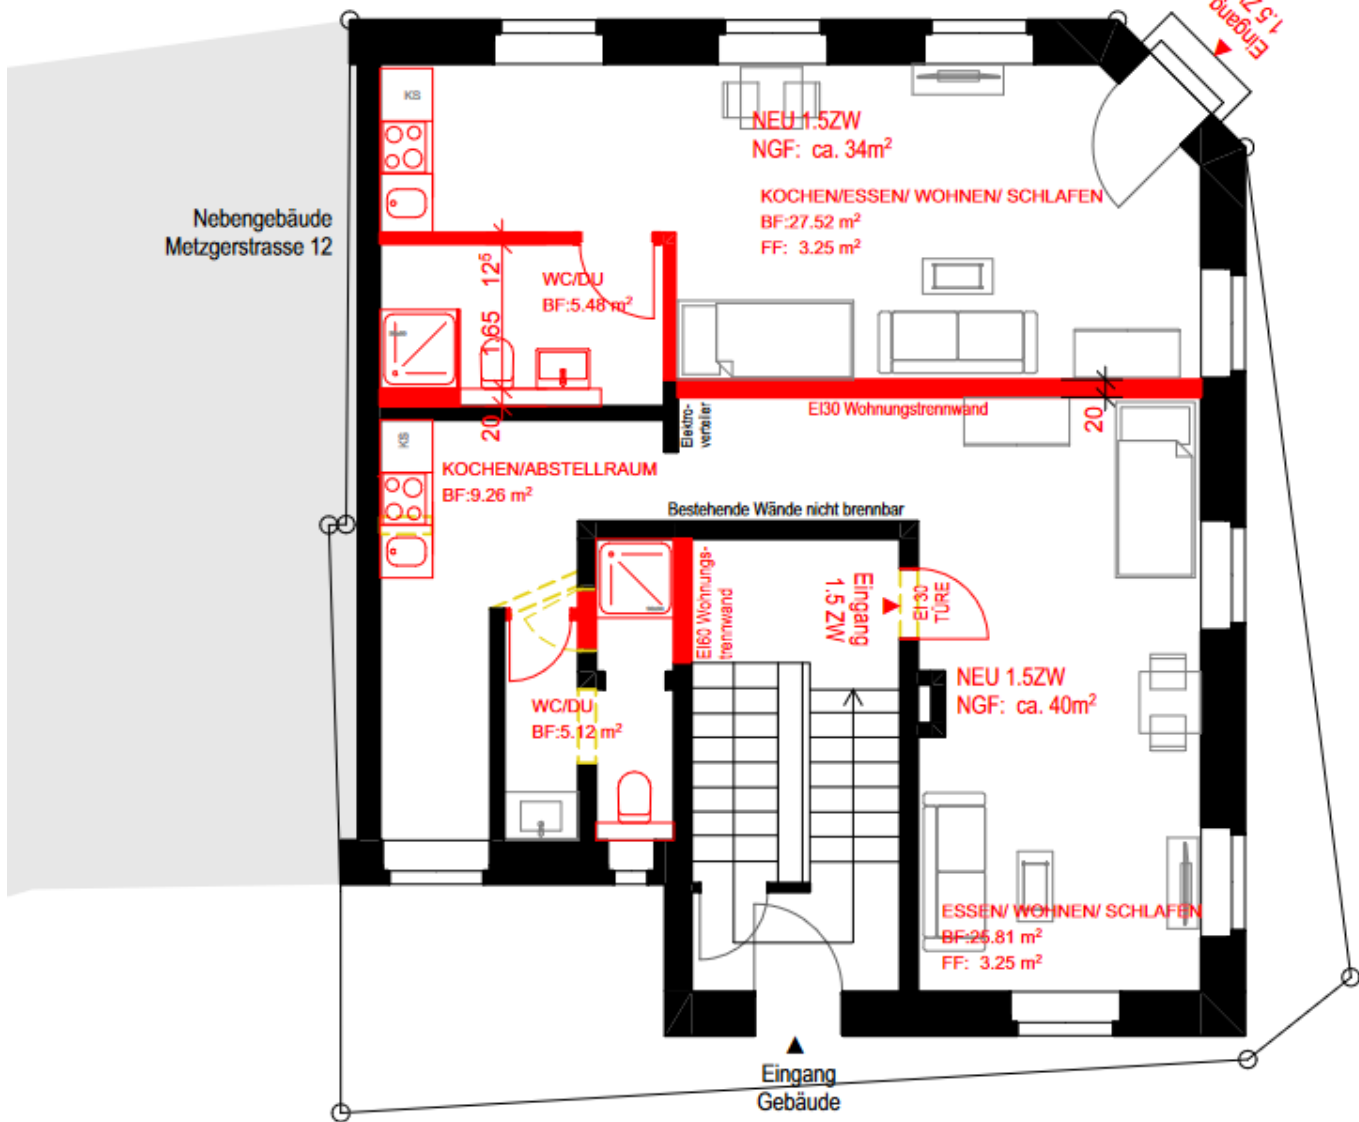 Eingang
1.5 Z
KS
NEU 1.5ZW
NGF: ca. 34m²
KOCHEN/ESSEN/ WOHNEN/ SCHLAFEN
BF:27.52 m²
FF: 3.25 m²
Nebengebäude
Metzgerstrasse 12
12⁵
WC/DU
BF:5.48 m²
1.65
20
EI30 Wohnungstrennwand
20
Elektro-
verteiler
KS
KOCHEN/ABSTELLRAUM
BF:9.26 m²
Bestehende Wände nicht brennbar
EI60 Wohnungs-
trennwand
Eingang
1.5 ZW
EI 30
TÜRE
NEU 1.5ZW
NGF: ca. 40m²
WC/DU
BF:5.12 m²
ESSEN/ WOHNEN/ SCHLAFEN
BF:25.81 m²
FF: 3.25 m²
Eingang
Gebäude